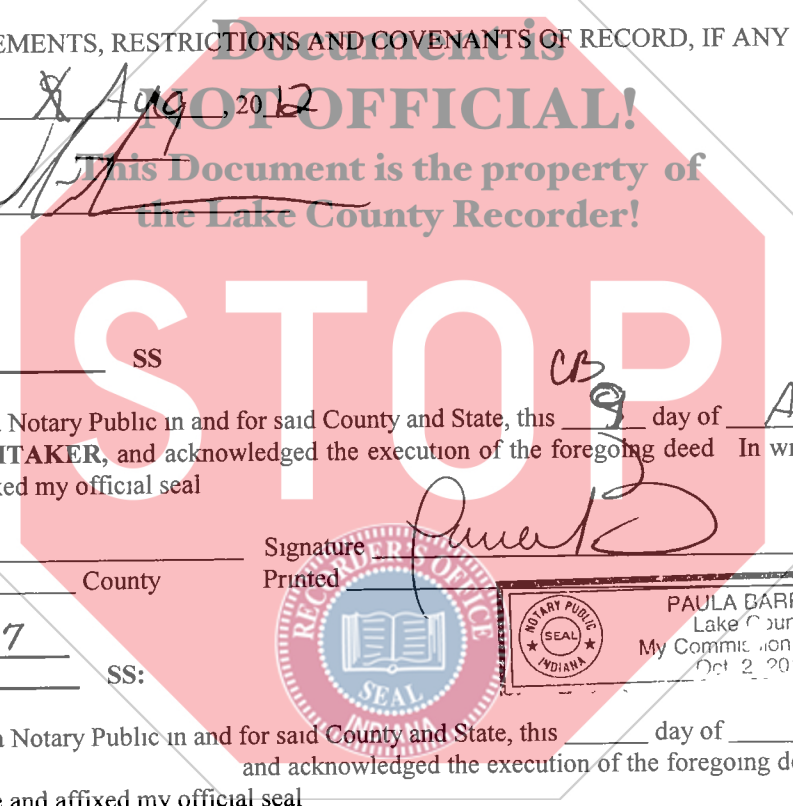 Document is
EMENTS, RESTRICTIONS AND COVENANTS OF RECORD, IF ANY
Aug, 2012
NOT OFFICIAL!
This Document is the property of
the Lake County Recorder!
STOP
SS
CB
Notary Public in and for said County and State, this 9 day of A
ITAKER, and acknowledged the execution of the foregoing deed In wi
xed my official seal
Signature
County Printed
RECORDER'S OFFICE
SEAL
INDIANA
NOTARY PUBLIC
SEAL
INDIANA
PAULA BARR
Lake Coun
My Commission
Oct 2 20
7
SS:
a Notary Public in and for said County and State, this day of
and acknowledged the execution of the foregoing de
e and affixed my official seal